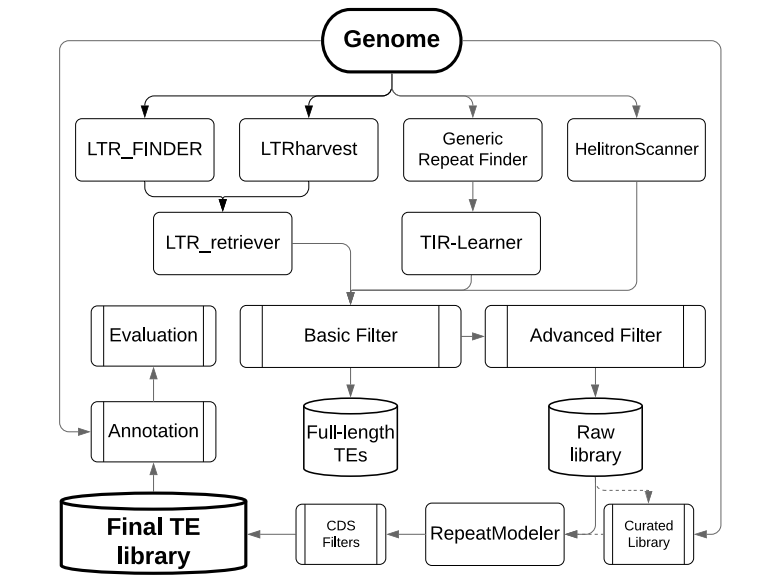 Genome
LTR_FINDER
LTRharvest
Generic
Repeat Finder
HelitronScanner
LTR_retriever
TIR-Learner
Evaluation
Basic Filter
Advanced Filter
Annotation
Full-length
TEs
Raw
library
Final TE
library
CDS
Filters
RepeatModeler
Curated
Library